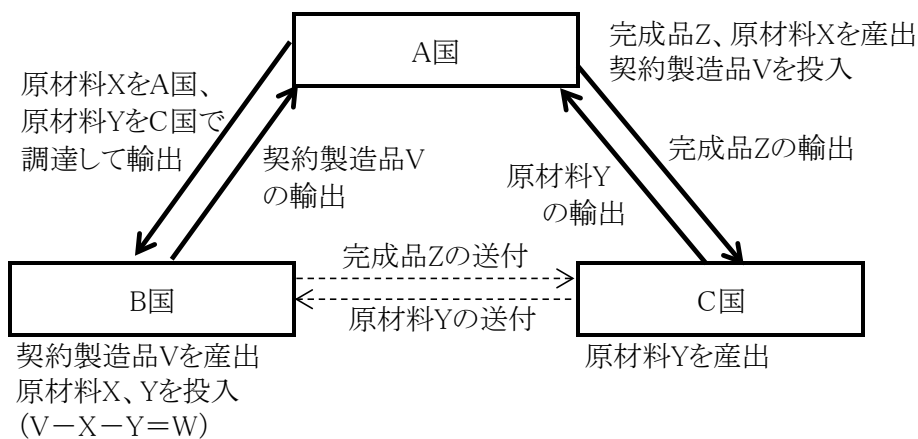 A国
完成品Z、原材料Xを産出
契約製造品Vを投入
原材料XをA国、
原材料YをC国で
調達して輸出
契約製造品V
の輸出
原材料Y
の輸出
完成品Zの輸出
完成品Zの送付
B国
原材料Yの送付
C国
契約製造品Vを産出
原材料X、Yを投入
(V－X－Y＝W)
原材料Yを産出